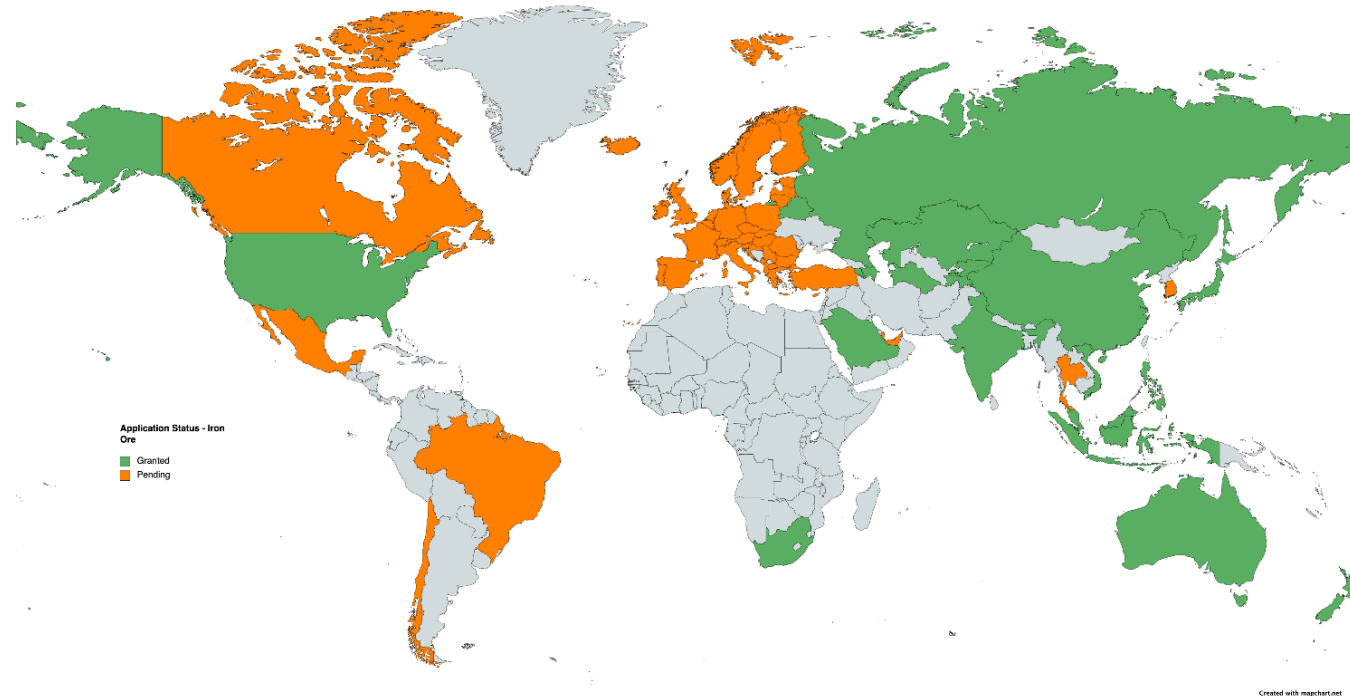 Application Status - Iron
Ore
Granted
Pending
Created with mapchart.net